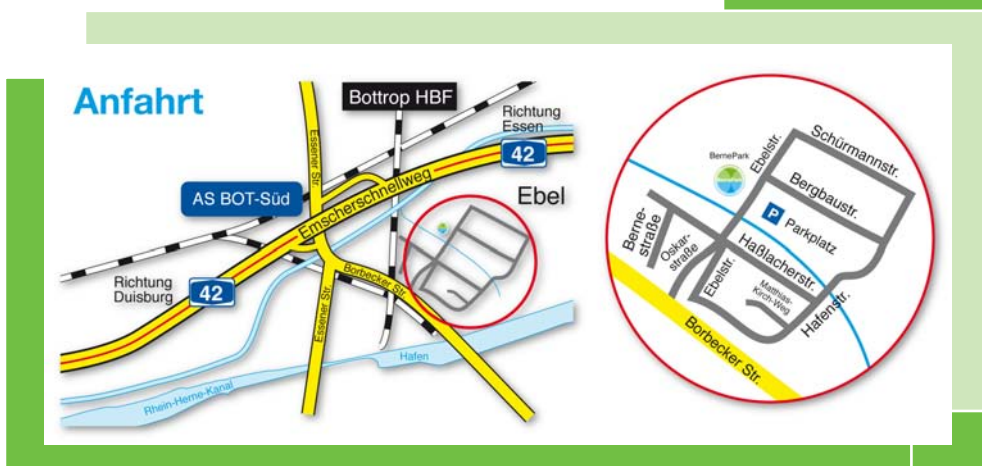 Anfahrt
Bottrop HBF
Richtung
Essen
42
Essener Str.
AS BOT-Süd
Emscherschnellweg
Ebel
Richtung
Duisburg
42
Borbecker Str.
Essener Str.
Hafen
Rhein-Herne-Kanal
Schürmannstr.
Ebelstr.
BernePark
Bergbaustr.
P Parkplatz
Berne-
straße
Oskar-
straße
Haßlacherstr.
Ebelstr.
Matthias-
Kirch-Weg
Hafenstr.
Borbecker Str.